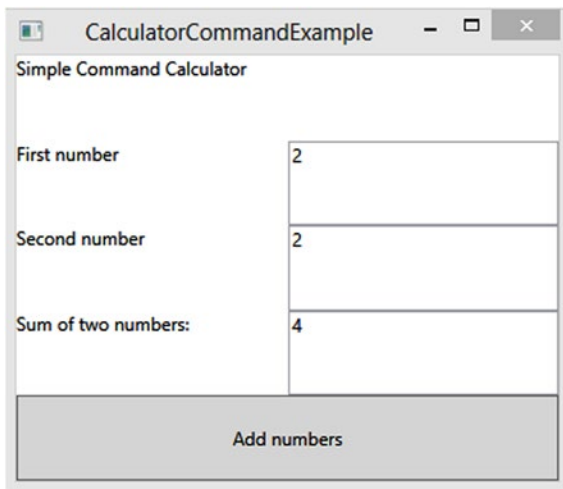 CalculatorCommandExample
Simple Command Calculator
First number 2
Second number 2
Sum of two numbers: 4
Add numbers